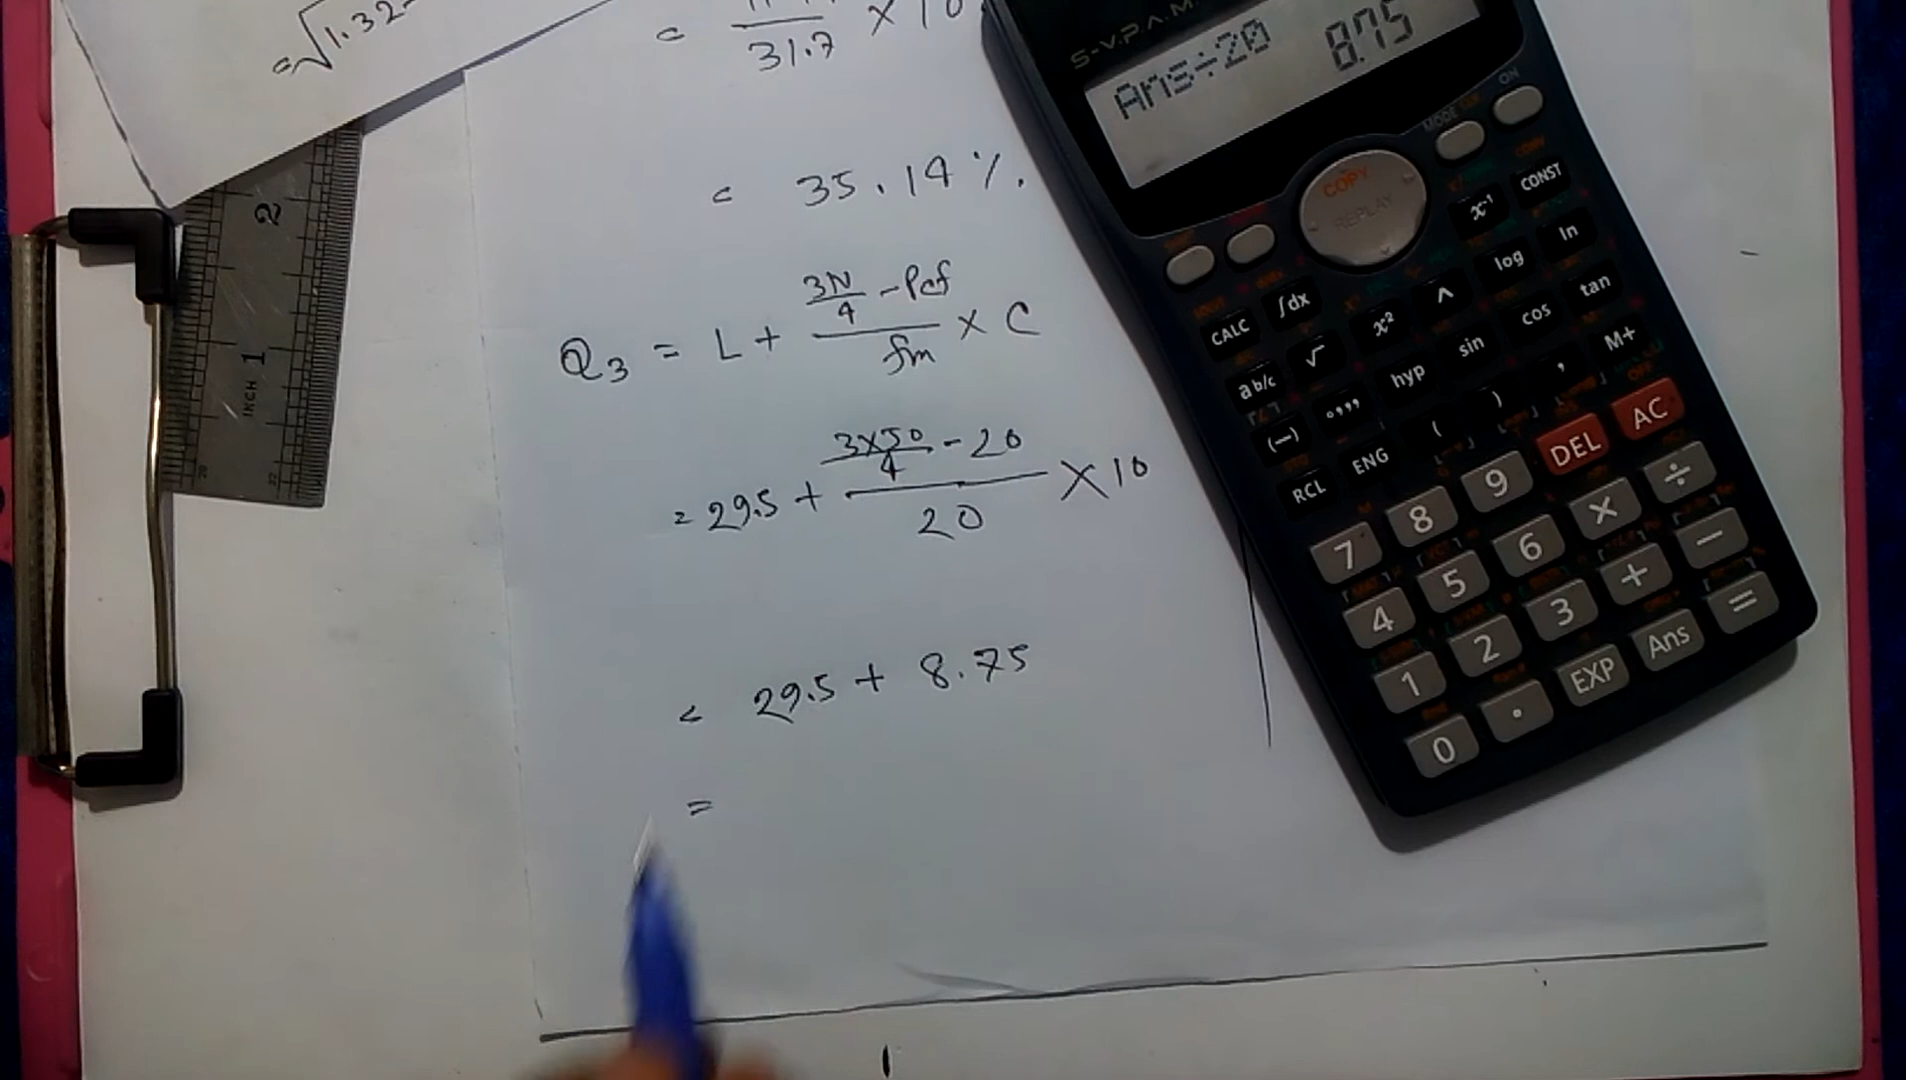 =√1.32
= /31.7 × 10
= 35.14%.
Q3 = L + (3N/4 - Pcf)/fm × C
= 29.5 + (3×50/4 - 20)/20 × 10
= 29.5 + 8.75
=
2
1
INCH
S-V.P.A.M.
Ans÷20
8.75
MODE ON
COPY
REPLAY
x⁻¹ CONST
CALC ∫dx ^ log ln
a b/c √ x² cos tan
(−) °,,, hyp sin , M+
RCL ENG ( ) DEL AC
7 8 9 × ÷
4 5 6 + −
1 2 3 Ans =
0 . EXP